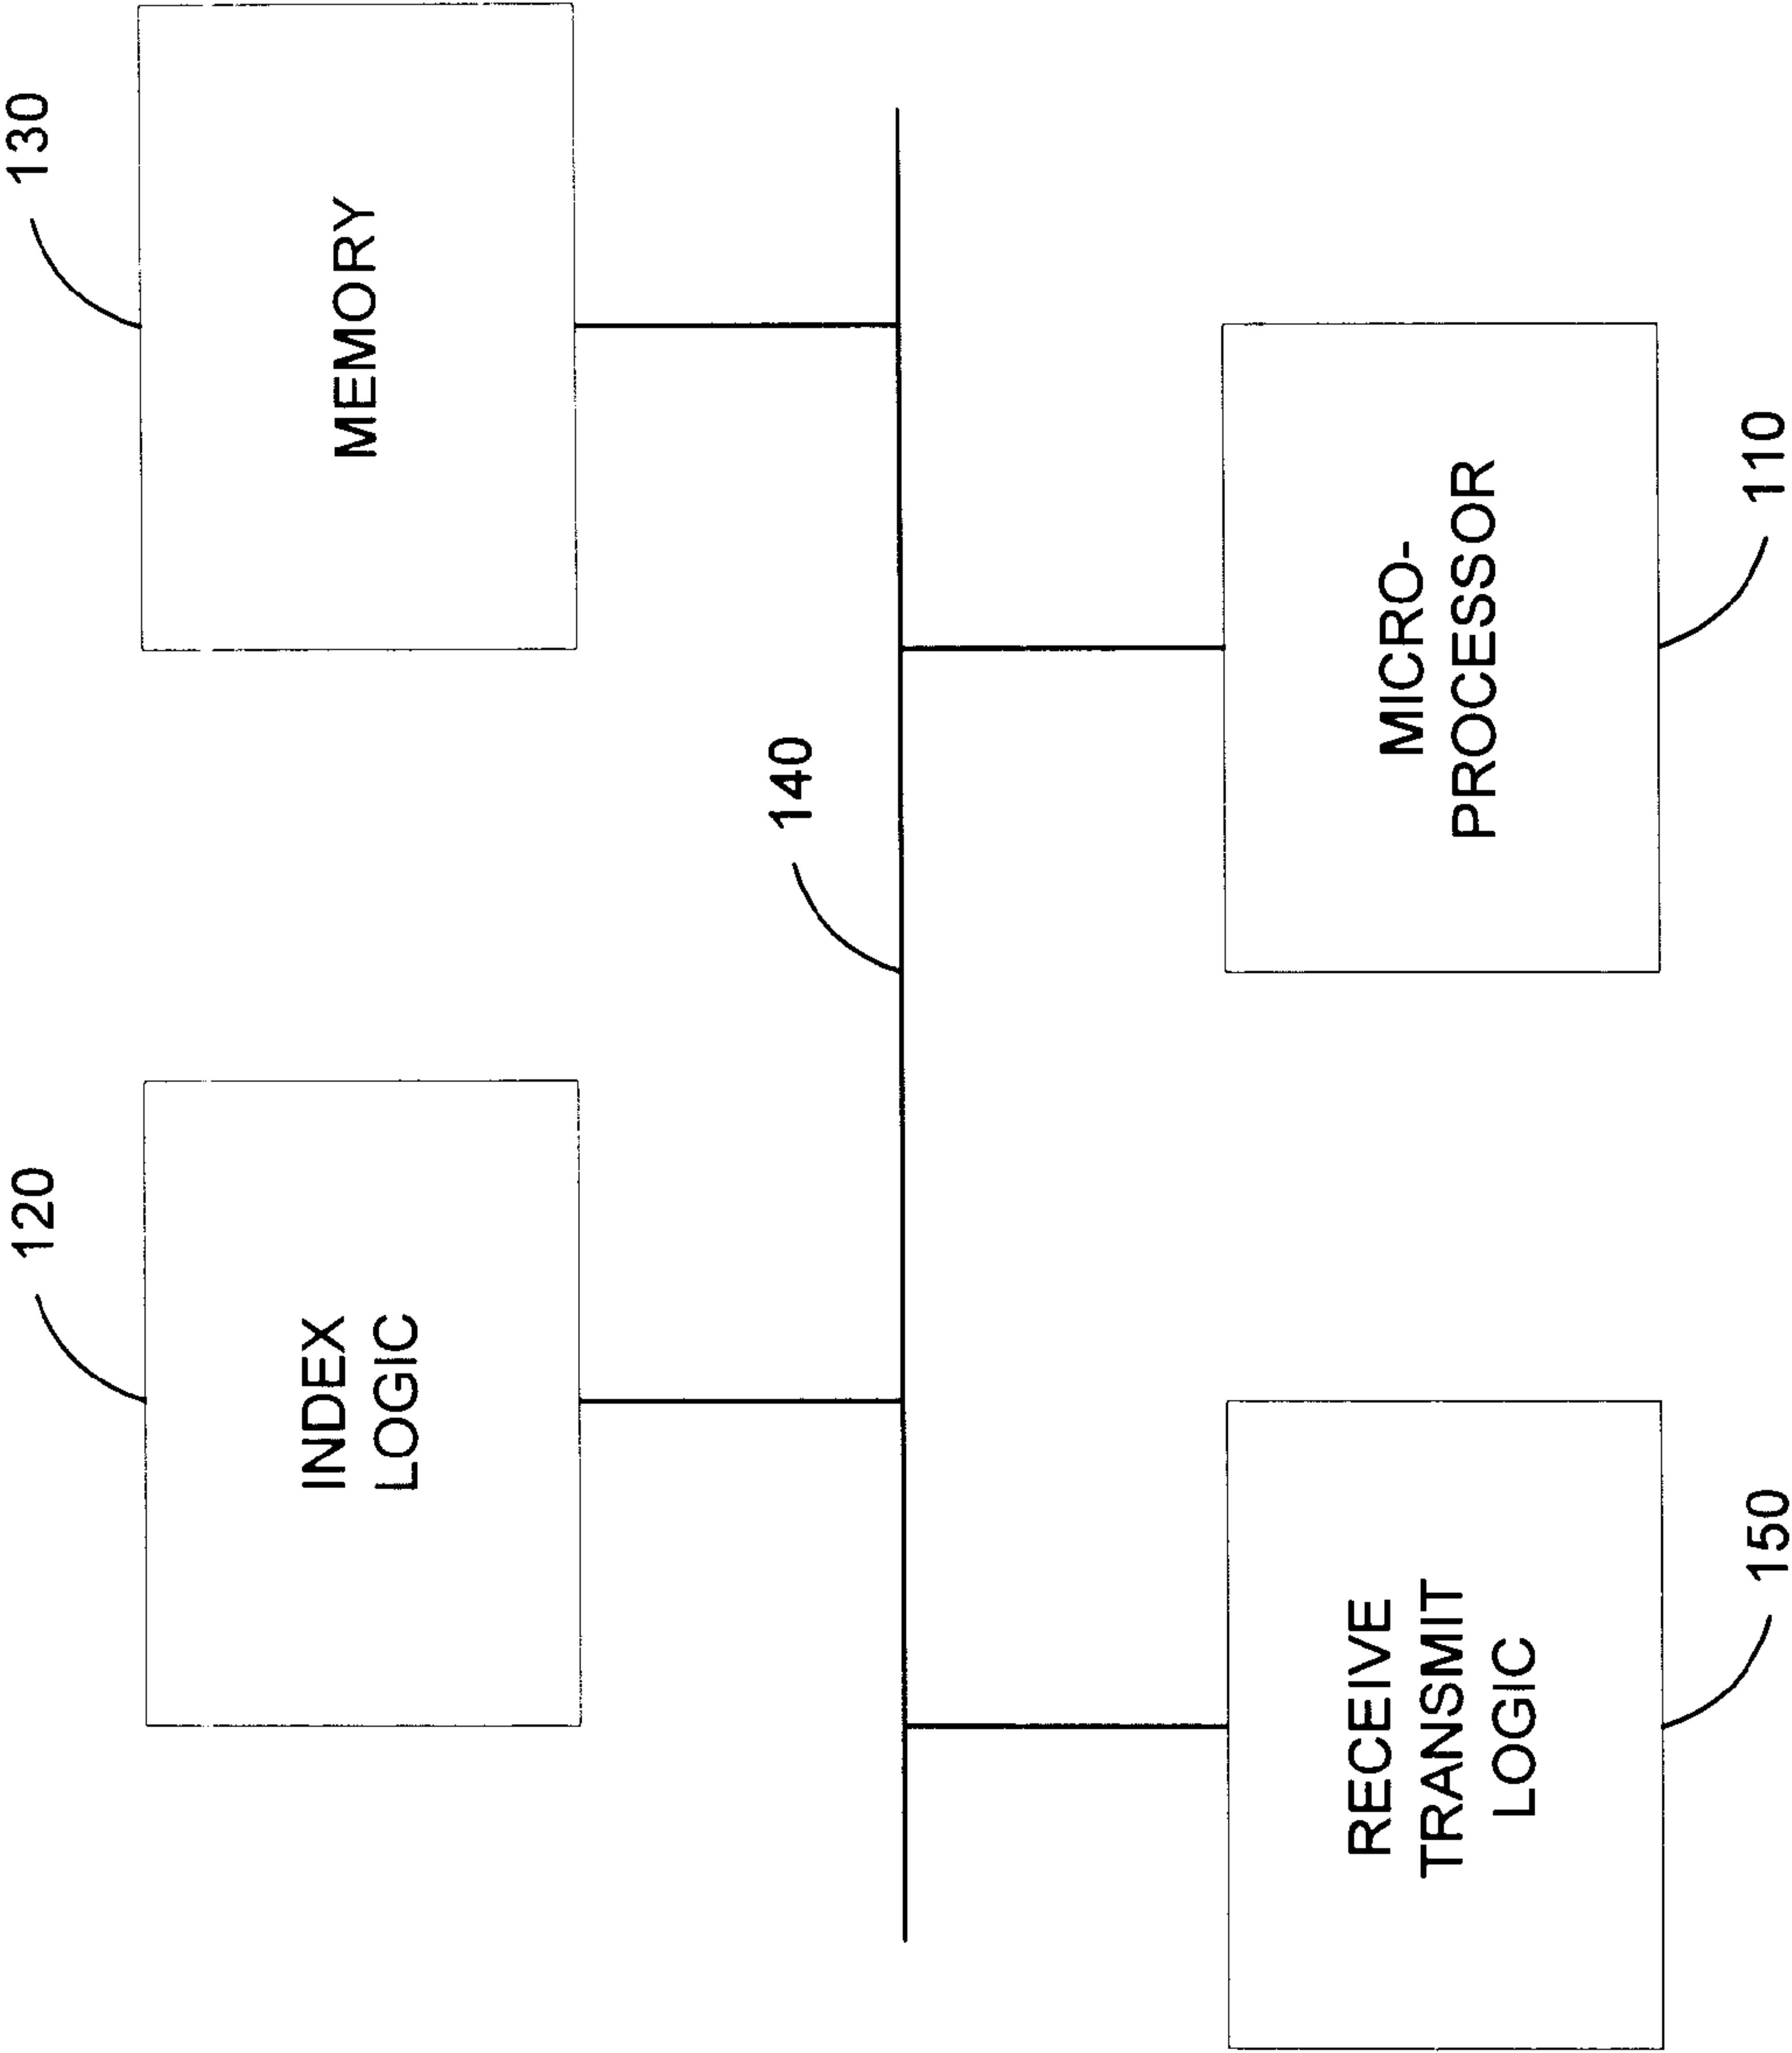 120
INDEX
LOGIC
130
MEMORY
140
150
RECEIVE
TRANSMIT
LOGIC
110
MICRO-
PROCESSOR